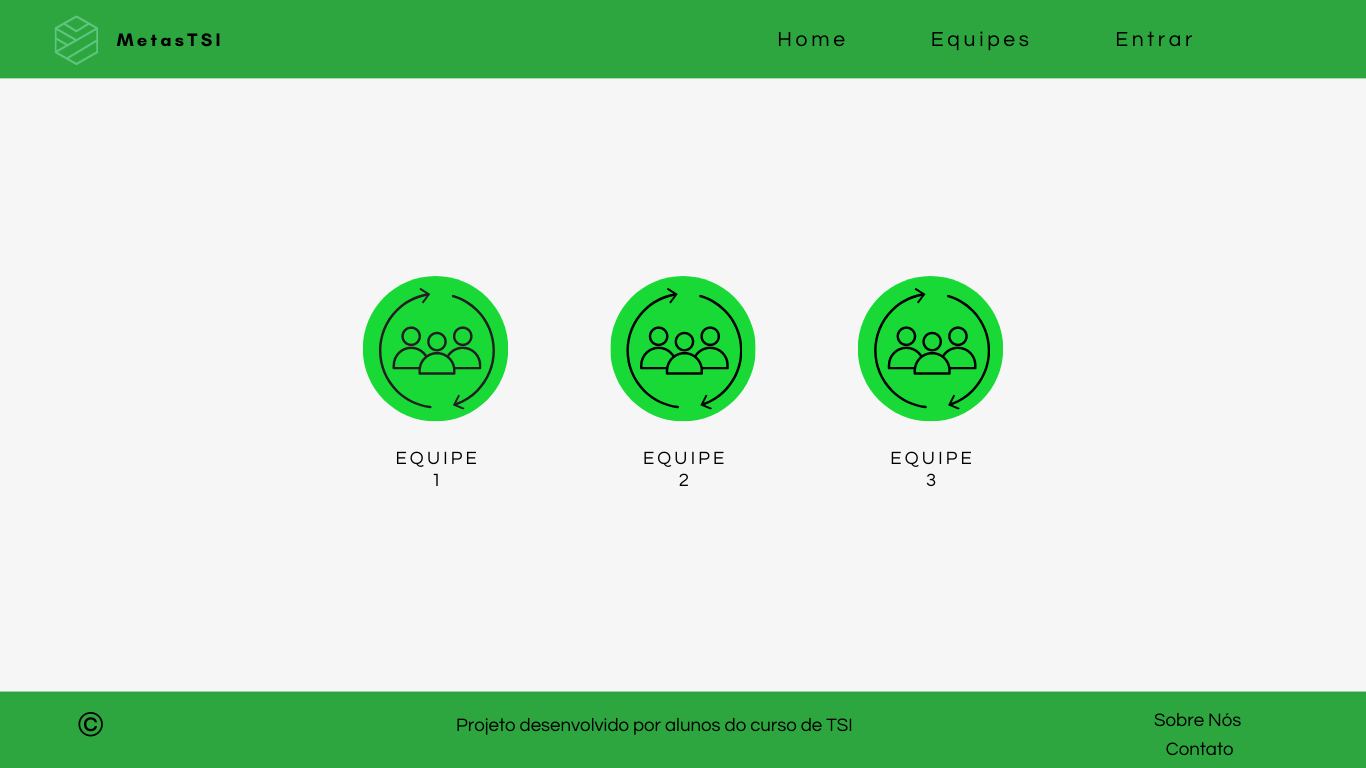 MetasTSI
Home
Equipes
Entrar
EQUIPE
1
EQUIPE
2
EQUIPE
3
©
Projeto desenvolvido por alunos do curso de TSI
Sobre Nós
Contato